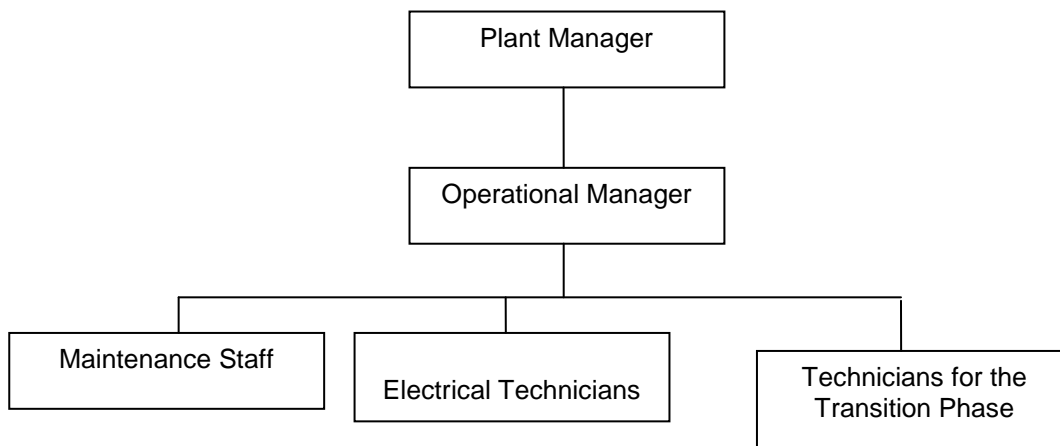 Plant Manager
Operational Manager
Maintenance Staff
Electrical Technicians
Technicians for the
Transition Phase